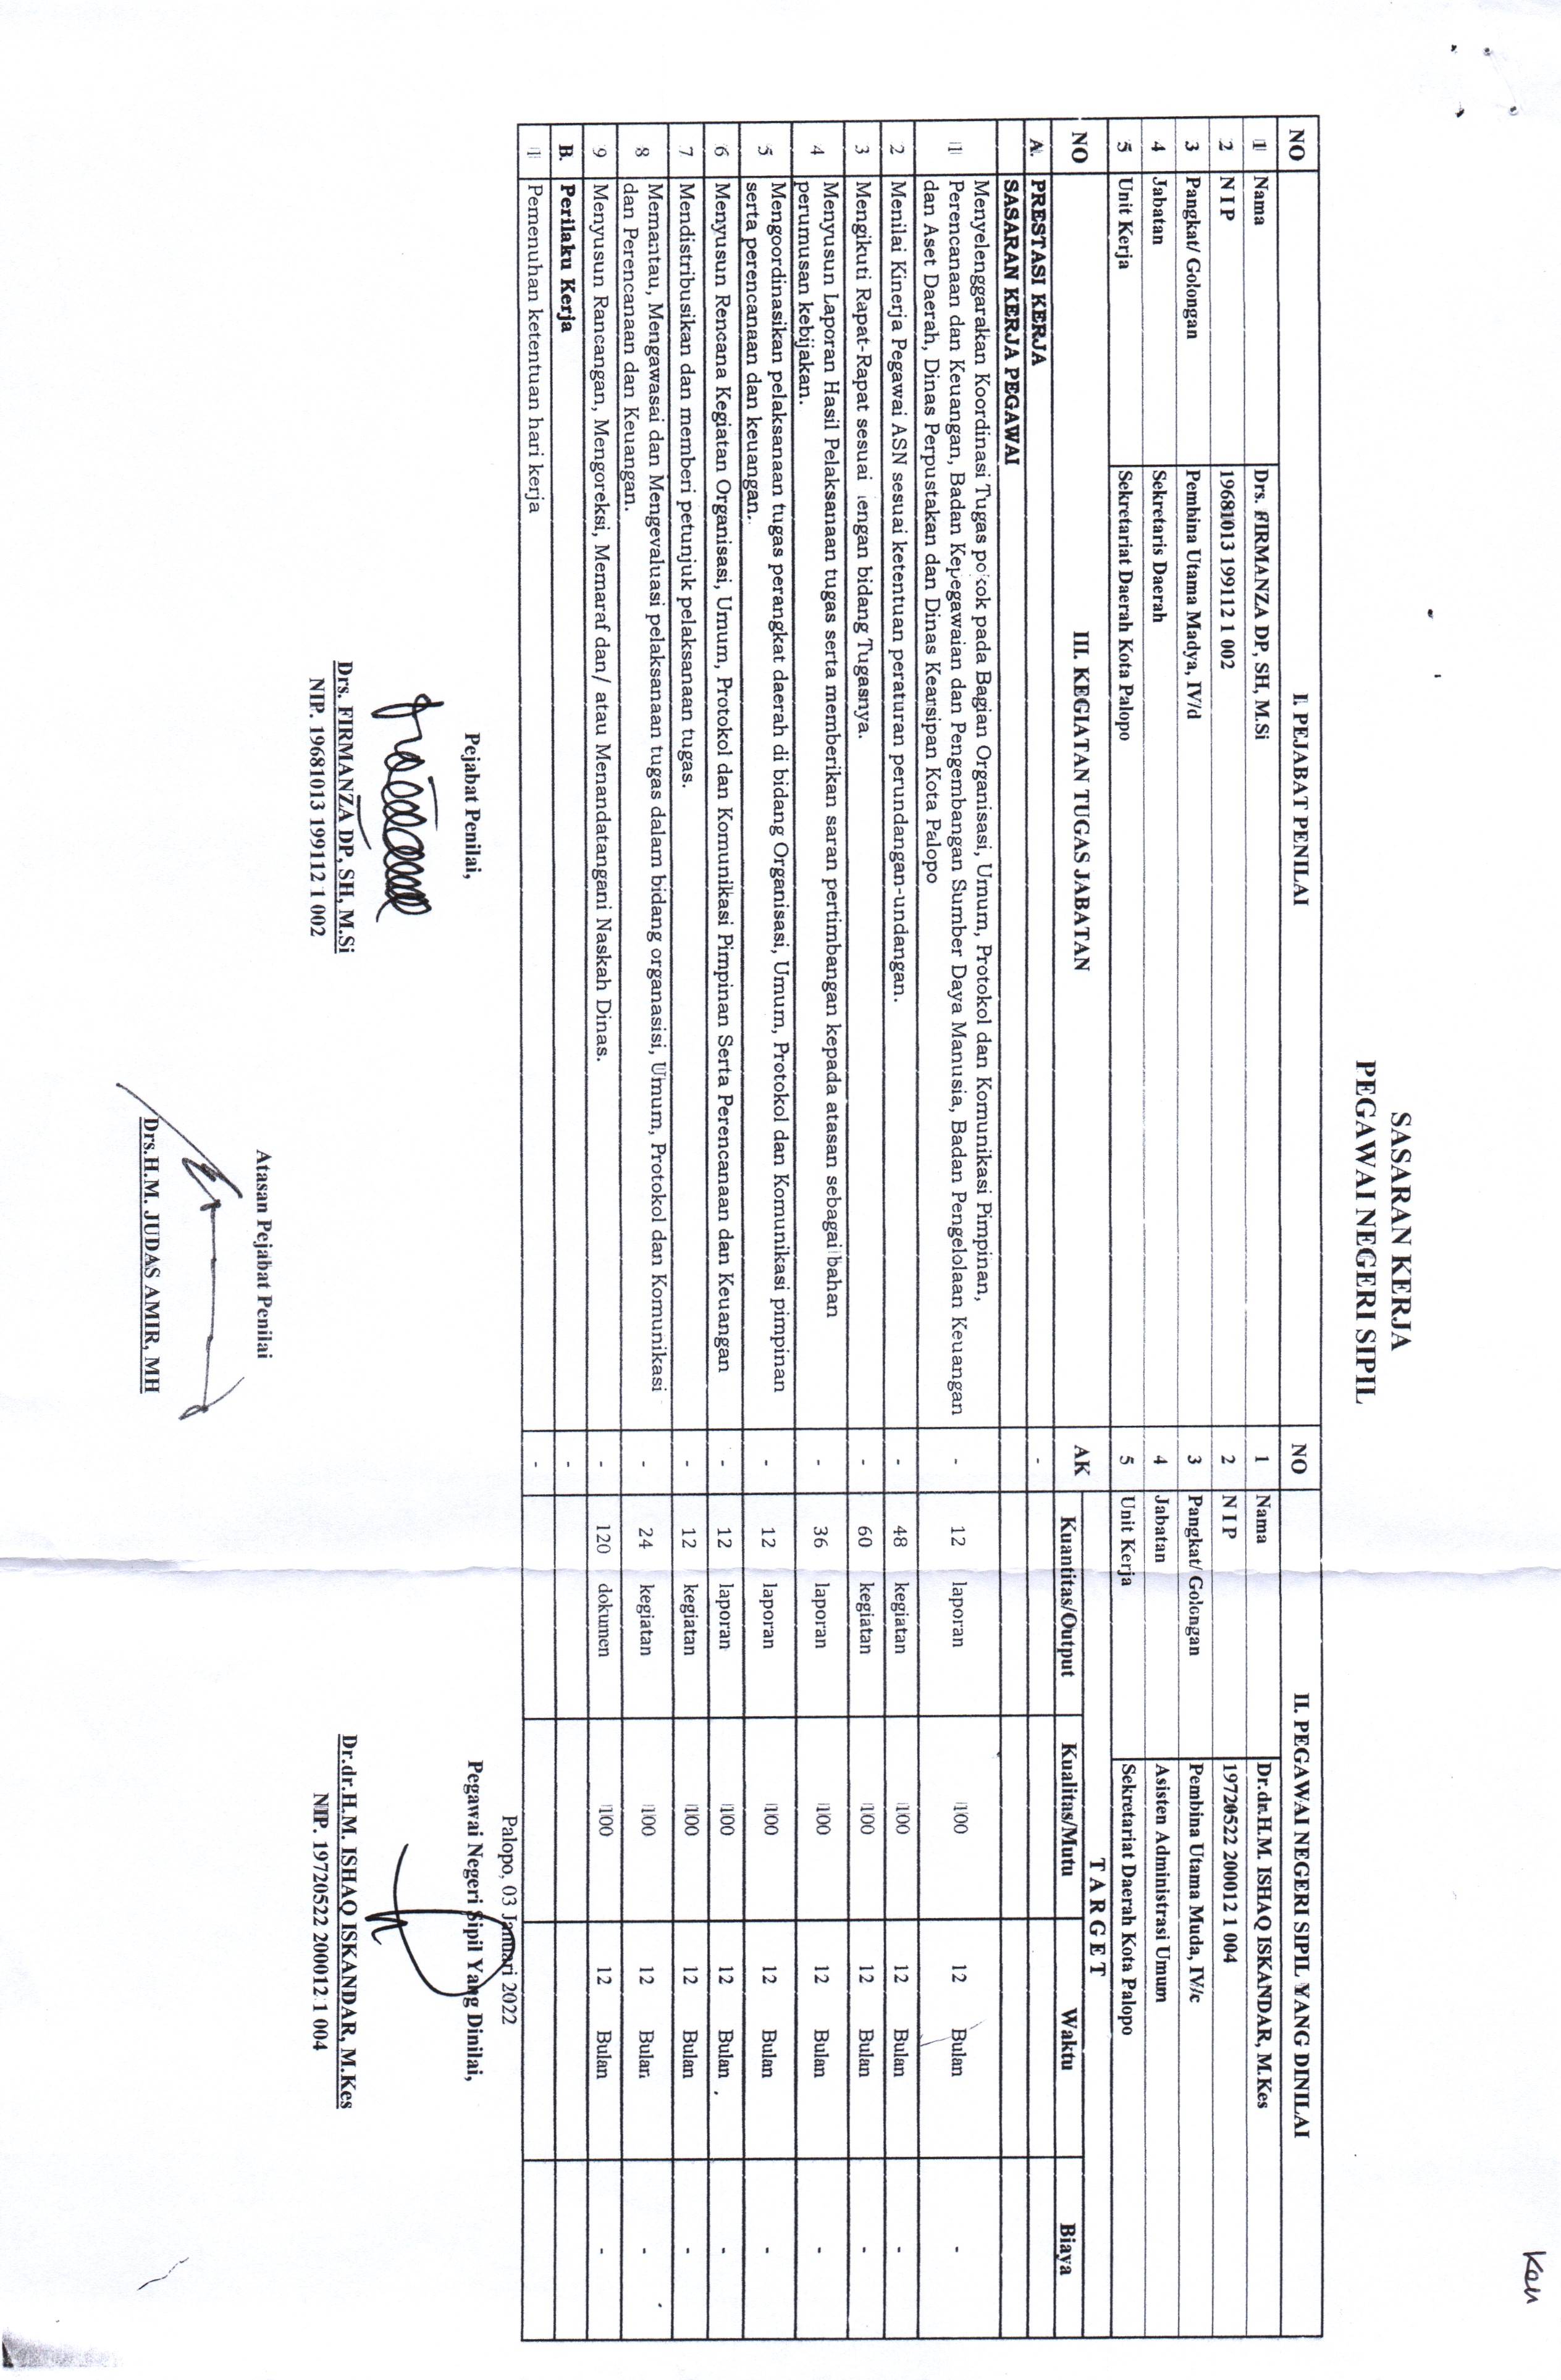 Keu
SASARAN KERJA
PEGAWAI NEGERI SIPIL
NO I. PEJABAT PENILAI NO II. PEGAWAI NEGERI SIPIL YANG DINILAI
1 Nama Drs. FIRMANZA DP, SH, M.Si 1 Nama Dr.dr.H.M. ISHAQ ISKANDAR, M.Kes
2 N I P 19681013 199112 1 002 2 N I P 19720522 200012 1 004
3 Pangkat/ Golongan Pembina Utama Madya, IV/d 3 Pangkat/ Golongan Pembina Utama Muda, IV/c
4 Jabatan Sekretaris Daerah 4 Jabatan Asisten Administrasi Umum
5 Unit Kerja Sekretariat Daerah Kota Palopo 5 Unit Kerja Sekretariat Daerah Kota Palopo
NO III. KEGIATAN TUGAS JABATAN AK T A R G E T
Kuantitas/Output Kualitas/Mutu Waktu Biaya
A. PRESTASI KERJA -
SASARAN KERJA PEGAWAI
Menyelenggarakan Koordinasi Tugas pokok pada Bagian Organisasi, Umum, Protokol dan Komunikasi Pimpinan,
1 Perencanaan dan Keuangan, Badan Kepegawaian dan Pengembangan Sumber Daya Manusia, Badan Pengelolaan Keuangan - 12 laporan 100 12 Bulan -
dan Aset Daerah, Dinas Perpustakan dan Dinas Kearsipan Kota Palopo
2 Menilai Kinerja Pegawai ASN sesuai ketentuan peraturan perundangan-undangan. - 48 kegiatan 100 12 Bulan -
3 Mengikuti Rapat-Rapat sesuai dengan bidang Tugasnya. - 60 kegiatan 100 12 Bulan -
4 Menyusun Laporan Hasil Pelaksanaan tugas serta memberikan saran pertimbangan kepada atasan sebagai bahan - 36 laporan 100 12 Bulan -
perumusan kebijakan.
5 Mengoordinasikan pelaksanaan tugas perangkat daerah di bidang Organisasi, Umum, Protokol dan Komunikasi pimpinan - 12 laporan 100 12 Bulan -
serta perencanaan dan keuangan.
6 Menyusun Rencana Kegiatan Organisasi, Umum, Protokol dan Komunikasi Pimpinan Serta Perencanaan dan Keuangan - 12 laporan 100 12 Bulan -
7 Mendistribusikan dan memberi petunjuk pelaksanaan tugas. - 12 kegiatan 100 12 Bulan -
8 Memantau, Mengawasai dan Mengevaluasi pelaksanaan tugas dalam bidang organasisi, Umum, Protokol dan Komunikasi - 24 kegiatan 100 12 Bulan -
dan Perencanaan dan Keuangan.
9 Menyusun Rancangan, Mengoreksi, Memaraf dan/ atau Menandatangani Naskah Dinas. - 120 dokumen 100 12 Bulan -
B. Perilaku Kerja -
1 Pemenuhan ketentuan hari kerja -
Palopo, 03 Januari 2022
Pejabat Penilai, Pegawai Negeri Sipil Yang Dinilai,
Drs. FIRMANZA DP, SH, M.Si Dr.dr.H.M. ISHAQ ISKANDAR, M.Kes
NIP. 19681013 199112 1 002 NIP. 19720522 200012 1 004
Atasan Pejabat Penilai
Drs.H.M. JUDAS AMIR, MH